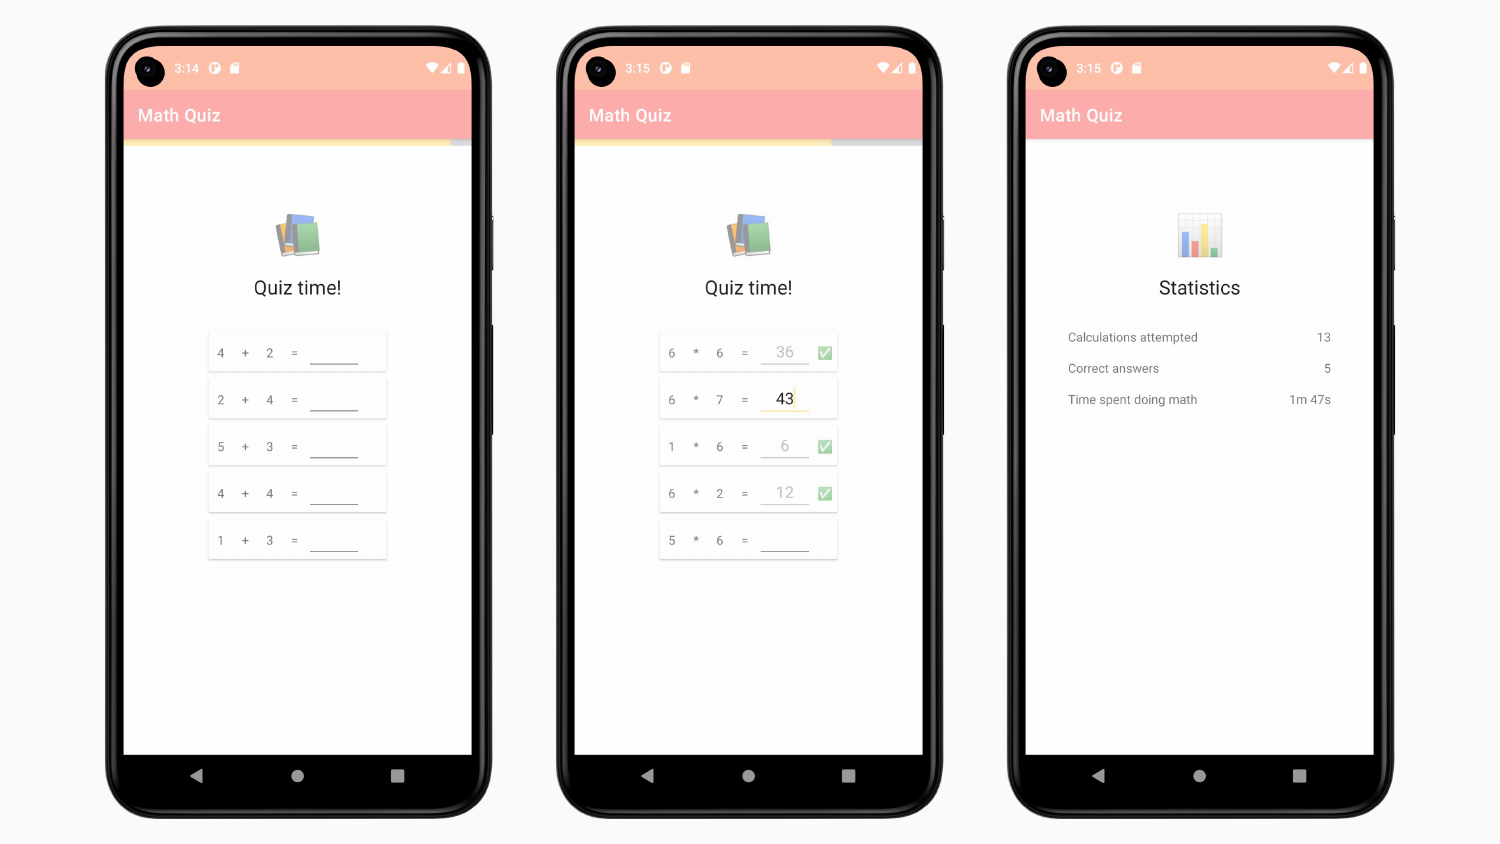 3:14
Math Quiz
Quiz time!
4 + 2 =
2 + 4 =
5 + 3 =
4 + 4 =
1 + 3 =
3:15
Math Quiz
Quiz time!
6 * 6 = 36
6 * 7 = 43
1 * 6 = 6
6 * 2 = 12
5 * 6 =
3:15
Math Quiz
Statistics
Calculations attempted 13
Correct answers 5
Time spent doing math 1m 47s